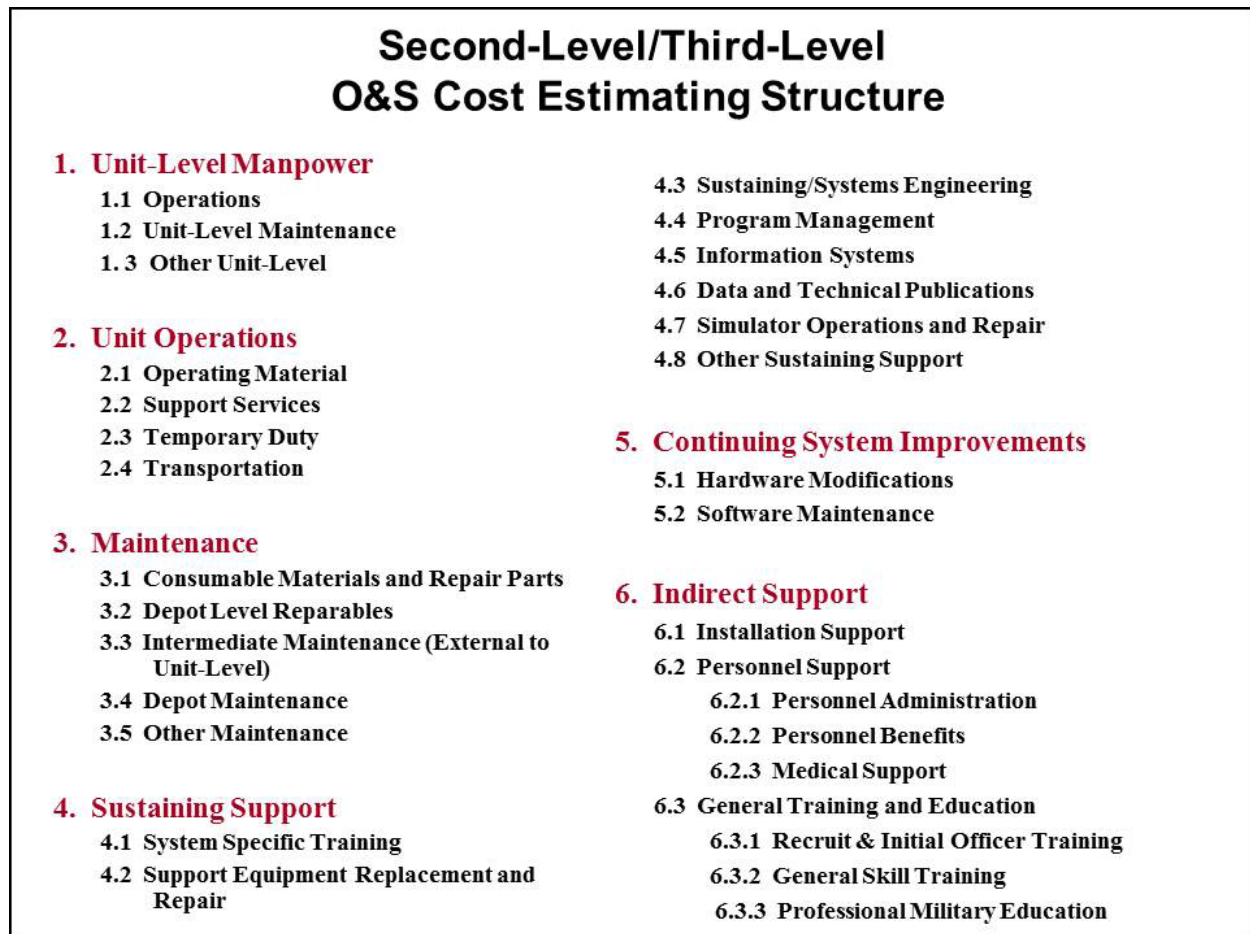 Second-Level/Third-Level
O&S Cost Estimating Structure
1. Unit-Level Manpower
1.1 Operations
1.2 Unit-Level Maintenance
1. 3 Other Unit-Level
2. Unit Operations
2.1 Operating Material
2.2 Support Services
2.3 Temporary Duty
2.4 Transportation
3. Maintenance
3.1 Consumable Materials and Repair Parts
3.2 Depot Level Reparables
3.3 Intermediate Maintenance (External to
Unit-Level)
3.4 Depot Maintenance
3.5 Other Maintenance
4. Sustaining Support
4.1 System Specific Training
4.2 Support Equipment Replacement and
Repair
4.3 Sustaining/Systems Engineering
4.4 Program Management
4.5 Information Systems
4.6 Data and Technical Publications
4.7 Simulator Operations and Repair
4.8 Other Sustaining Support
5. Continuing System Improvements
5.1 Hardware Modifications
5.2 Software Maintenance
6. Indirect Support
6.1 Installation Support
6.2 Personnel Support
6.2.1 Personnel Administration
6.2.2 Personnel Benefits
6.2.3 Medical Support
6.3 General Training and Education
6.3.1 Recruit & Initial Officer Training
6.3.2 General Skill Training
6.3.3 Professional Military Education